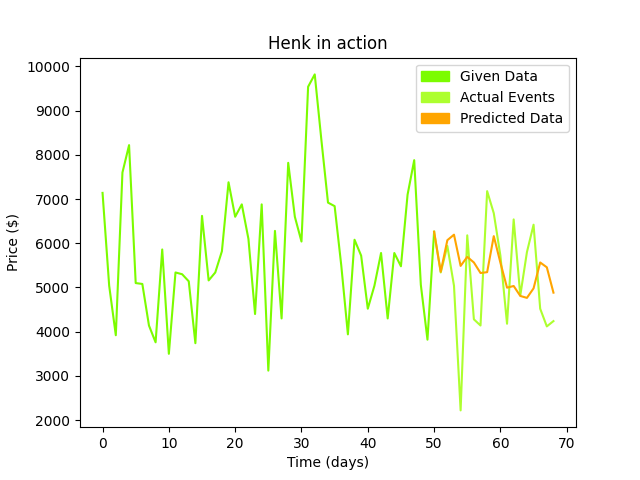 Henk in action
Given Data
Actual Events
Predicted Data
Price ($)
10000
9000
8000
7000
6000
5000
4000
3000
2000
0 10 20 30 40 50 60 70
Time (days)